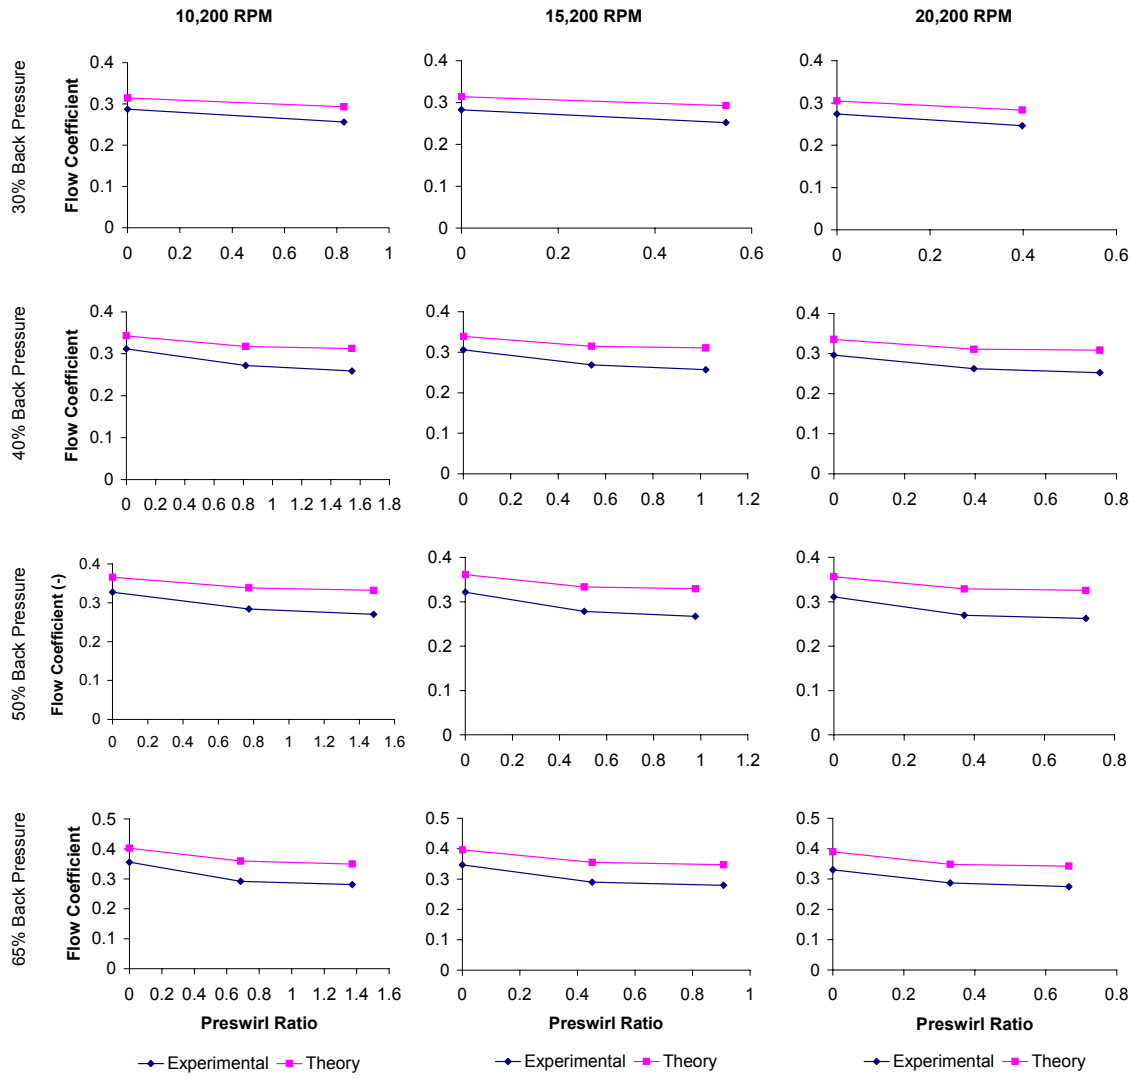 10,200 RPM
15,200 RPM
20,200 RPM
30% Back Pressure
Flow Coefficient
0.4
0.3
0.2
0.1
0
0 0.2 0.4 0.6 0.8 1
0.4
0.3
0.2
0.1
0
0 0.2 0.4 0.6
0.4
0.3
0.2
0.1
0
0 0.2 0.4 0.6
40% Back Pressure
Flow Coefficient
0.4
0.3
0.2
0.1
0
0 0.2 0.4 0.6 0.8 1 1.2 1.4 1.6 1.8
0.4
0.3
0.2
0.1
0
0 0.2 0.4 0.6 0.8 1 1.2
0.4
0.3
0.2
0.1
0
0 0.2 0.4 0.6 0.8
50% Back Pressure
Flow Coefficient (-)
0.4
0.3
0.2
0.1
0
0 0.2 0.4 0.6 0.8 1 1.2 1.4 1.6
0.4
0.3
0.2
0.1
0
0 0.2 0.4 0.6 0.8 1 1.2
0.4
0.3
0.2
0.1
0
0 0.2 0.4 0.6 0.8
65% Back Pressure
Flow Coefficient
0.5
0.4
0.3
0.2
0.1
0
0 0.2 0.4 0.6 0.8 1 1.2 1.4 1.6
Preswirl Ratio
0.5
0.4
0.3
0.2
0.1
0
0 0.2 0.4 0.6 0.8 1
Preswirl Ratio
0.5
0.4
0.3
0.2
0.1
0
0 0.2 0.4 0.6 0.8
Preswirl Ratio
Experimental Theory
Experimental Theory
Experimental Theory